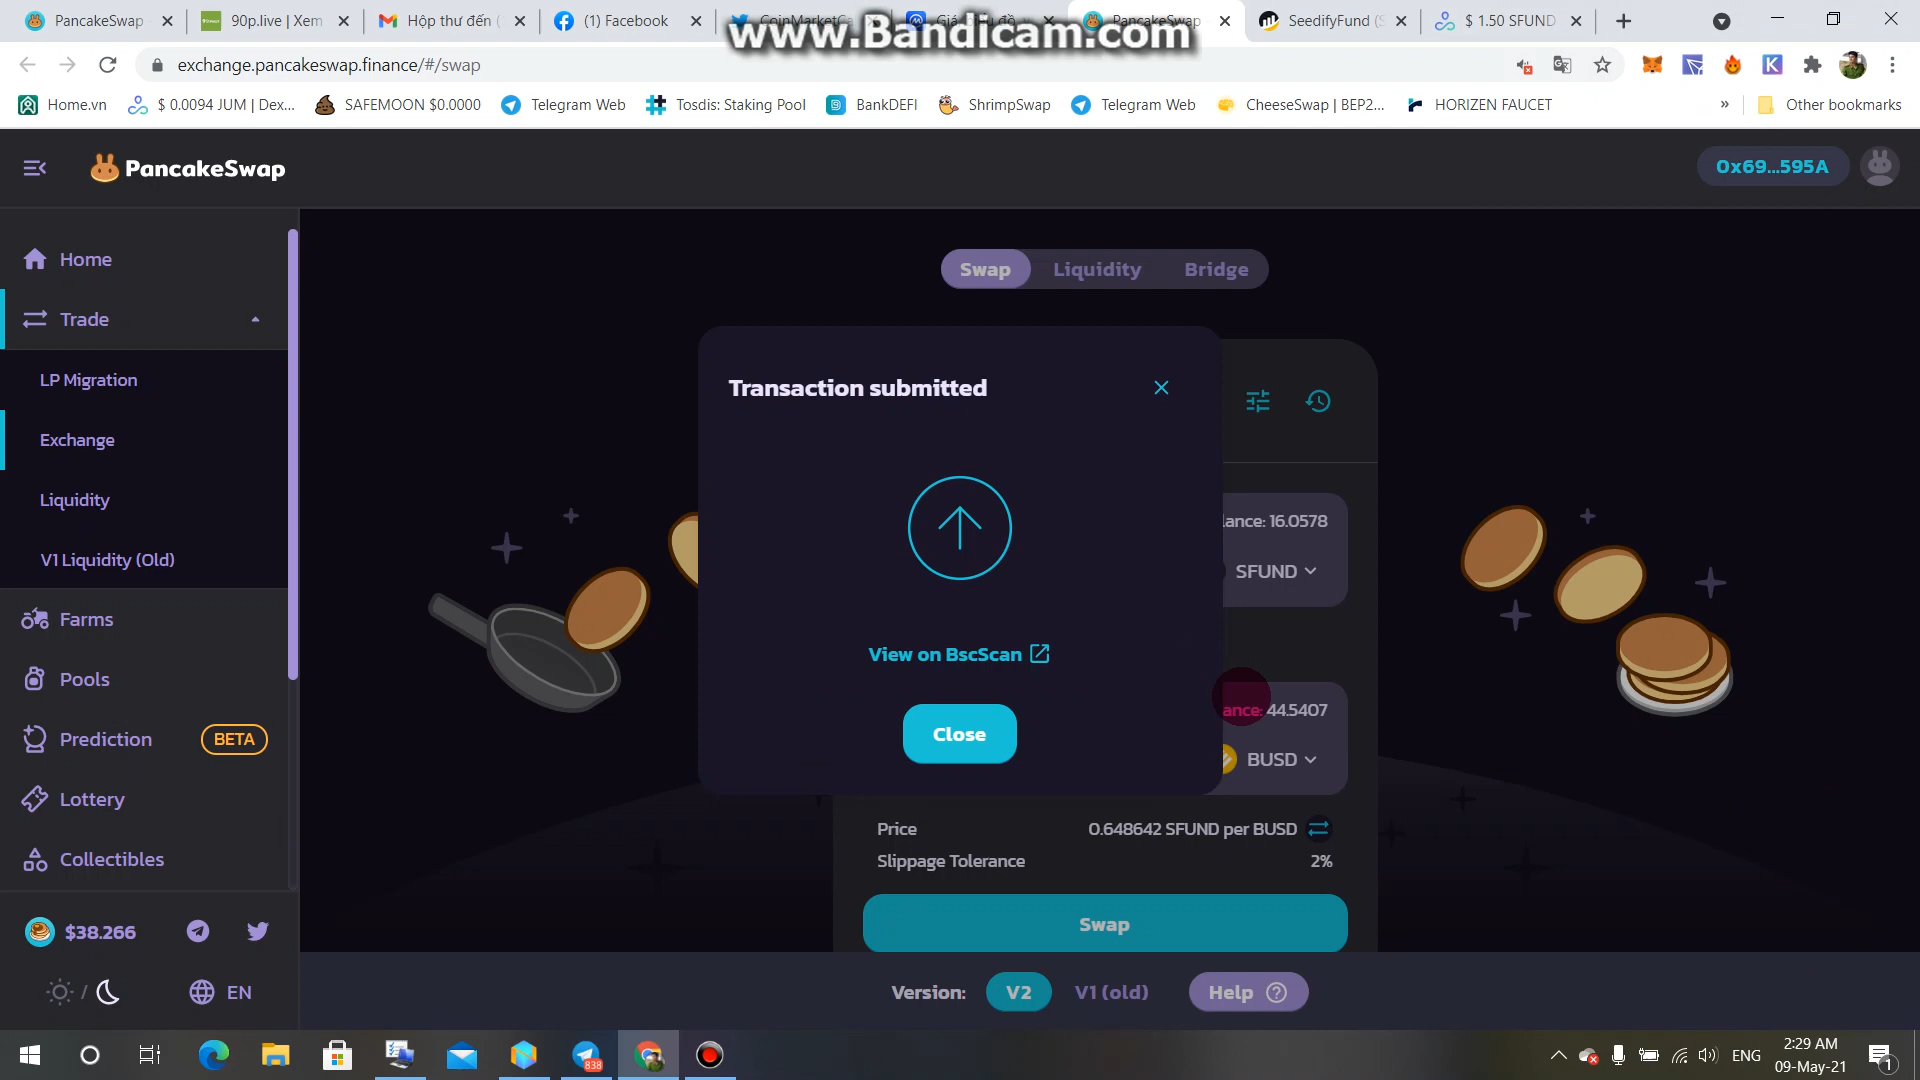 PancakeSwap
90p.live | Xem
Hộp thư đến (
(1) Facebook
CoinMarketCa
PancakeSwap
SeedifyFund (S
$ 1.50 SFUND
www.Bandicam.com
exchange.pancakeswap.finance/#/swap
Home.vn
$ 0.0094 JUM | Dex...
SAFEMOON $0.0000
Telegram Web
Tosdis: Staking Pool
BankDEFI
ShrimpSwap
Telegram Web
CheeseSwap | BEP2...
HORIZEN FAUCET
»
Other bookmarks
PancakeSwap
0x69...595A
Home
Trade
LP Migration
Exchange
Liquidity
V1 Liquidity (Old)
Farms
Pools
Prediction
BETA
Lottery
Collectibles
$38.266
/
EN
Swap
Liquidity
Bridge
Transaction submitted
View on BscScan
Close
lance: 16.0578
SFUND
ance: 44.5407
BUSD
Price
0.648642 SFUND per BUSD
Slippage Tolerance
2%
Swap
Version:
V2
V1 (old)
Help
838
ENG
2:29 AM
09-May-21
1